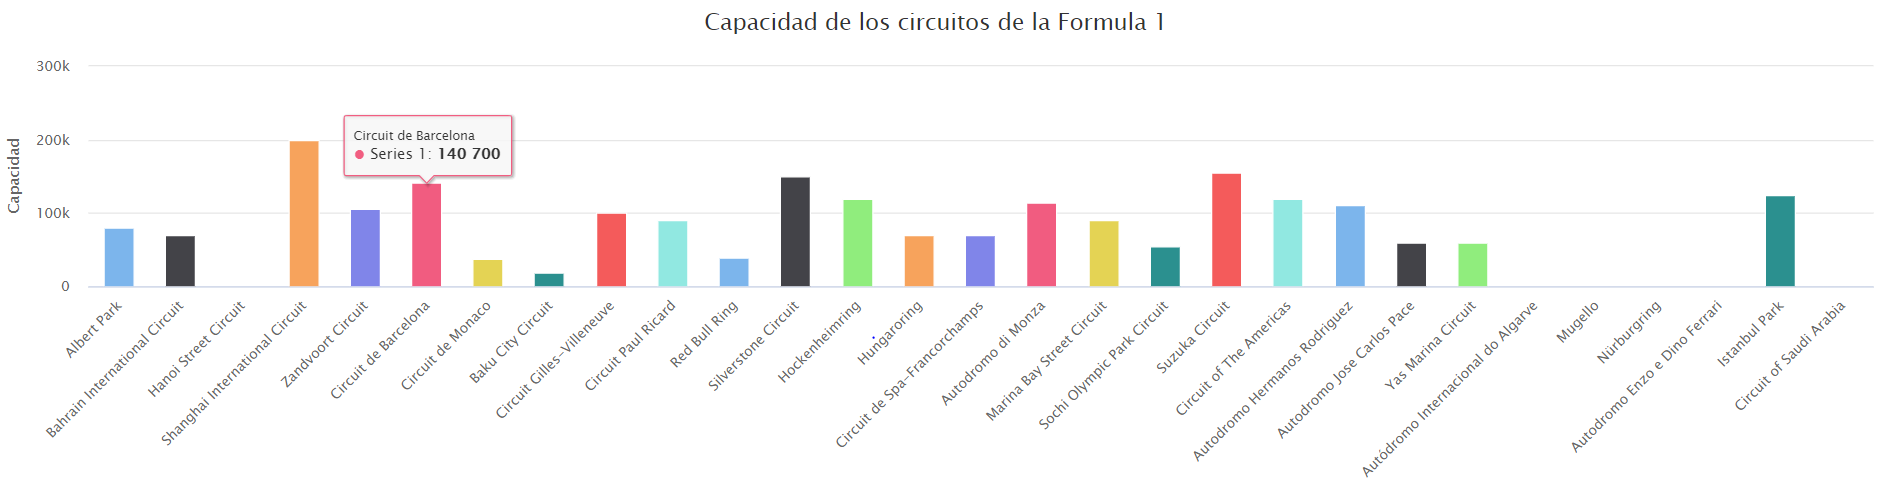 Capacidad de los circuitos de la Formula 1
Capacidad
300k
200k
100k
0
Circuit de Barcelona
Series 1: 140 700
Albert Park
Bahrain International Circuit
Hanoi Street Circuit
Shanghai International Circuit
Zandvoort Circuit
Circuit de Barcelona
Circuit de Monaco
Baku City Circuit
Circuit Gilles-Villeneuve
Circuit Paul Ricard
Red Bull Ring
Silverstone Circuit
Hockenheimring
Hungaroring
Circuit de Spa-Francorchamps
Autodromo di Monza
Marina Bay Street Circuit
Sochi Olympic Park Circuit
Suzuka Circuit
Circuit of The Americas
Autodromo Hermanos Rodriguez
Autodromo Jose Carlos Pace
Yas Marina Circuit
Autódromo Internacional do Algarve
Mugello
Nürburgring
Autodromo Enzo e Dino Ferrari
Istanbul Park
Circuit of Saudi Arabia